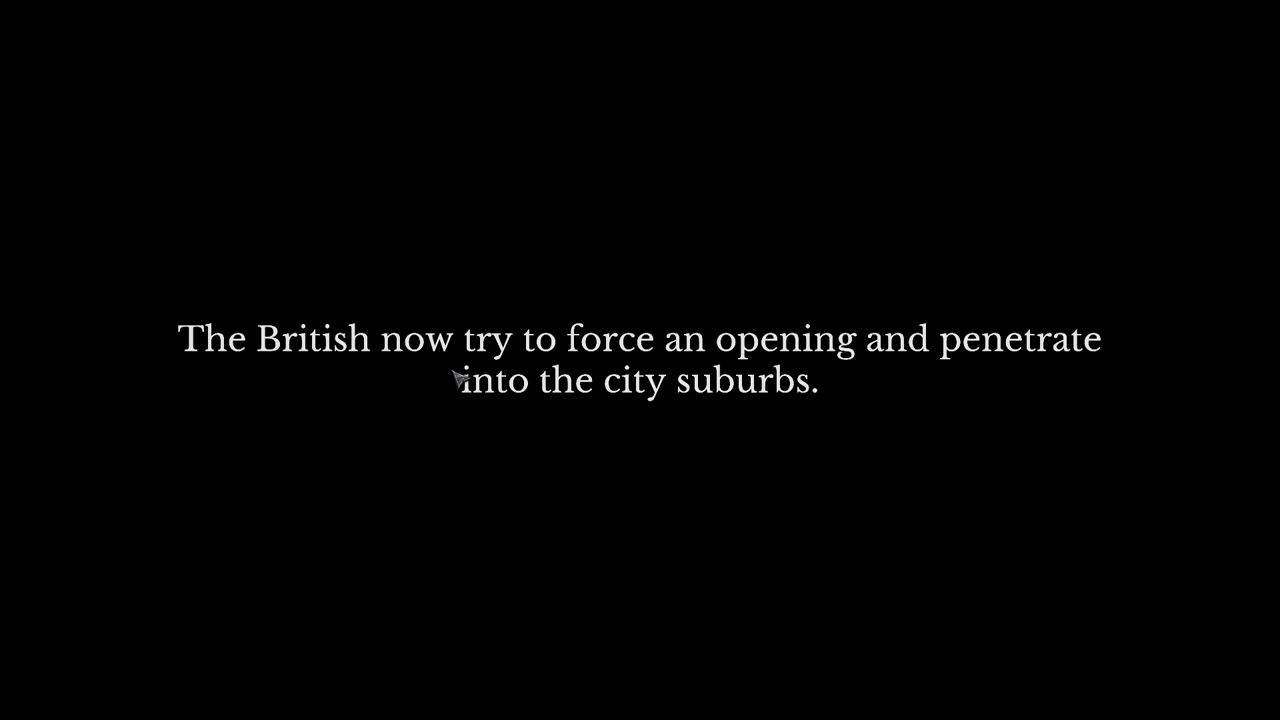 The British now try to force an opening and penetrate
into the city suburbs.